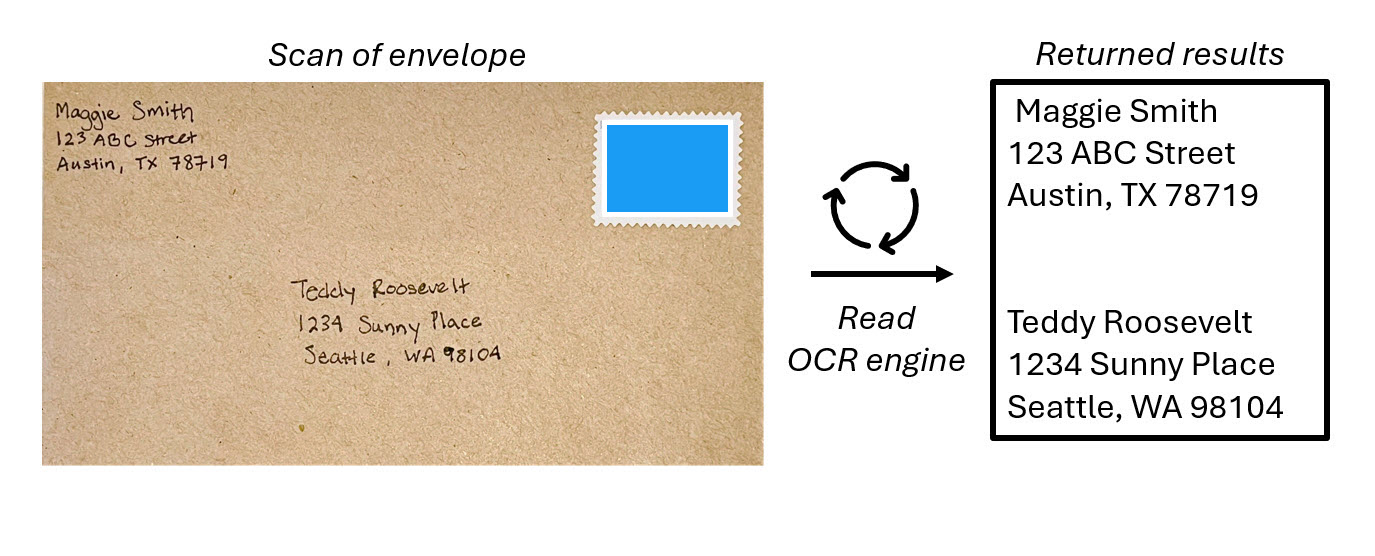 Scan of envelope
Maggie Smith
123 ABC Street
Austin, TX 78719
Teddy Roosevelt
1234 Sunny Place
Seattle, WA 98104
Read
OCR engine
Returned results
Maggie Smith
123 ABC Street
Austin, TX 78719
Teddy Roosevelt
1234 Sunny Place
Seattle, WA 98104